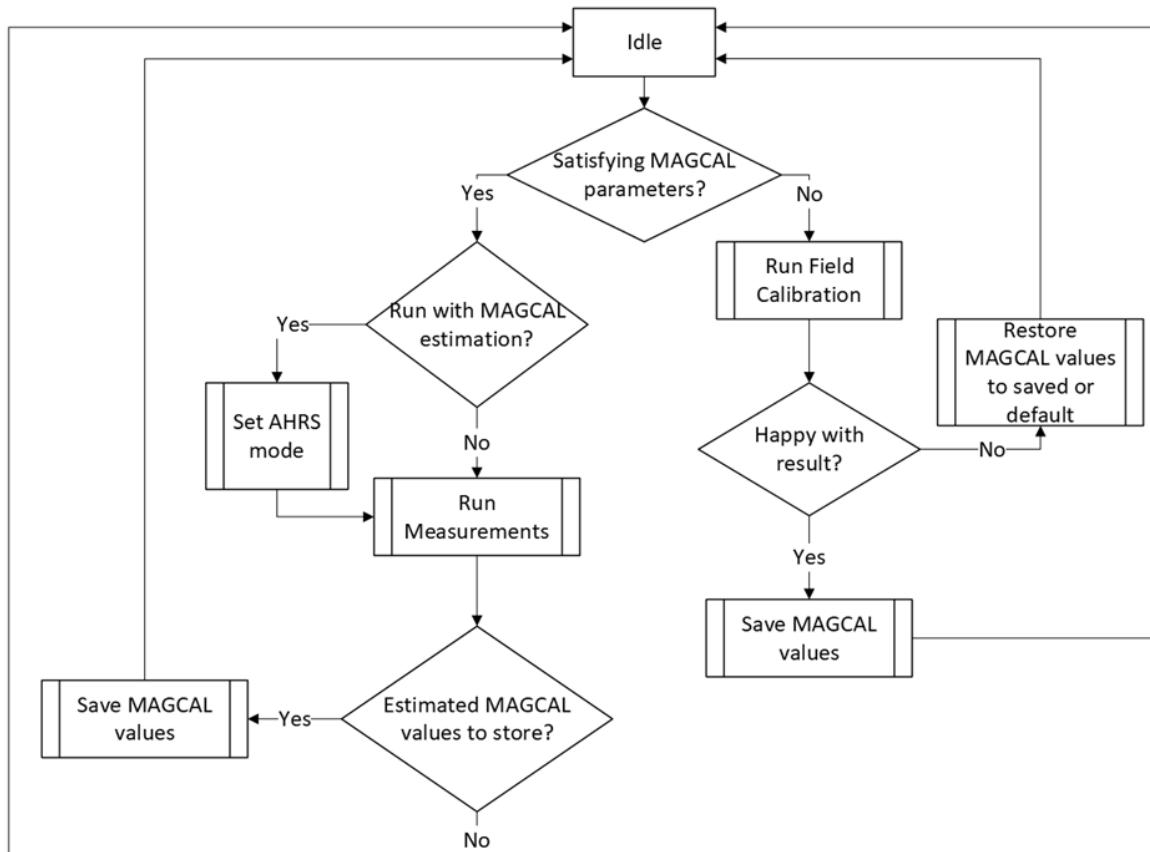 Idle
Satisfying MAGCAL
parameters?
Yes
No
Run with MAGCAL
estimation?
Run Field
Calibration
Yes
Restore
MAGCAL values
to saved or
default
Set AHRS
mode
No
Happy with
result?
No
Run
Measurements
Yes
Save MAGCAL
values
Estimated MAGCAL
values to store?
Yes
Save MAGCAL
values
No